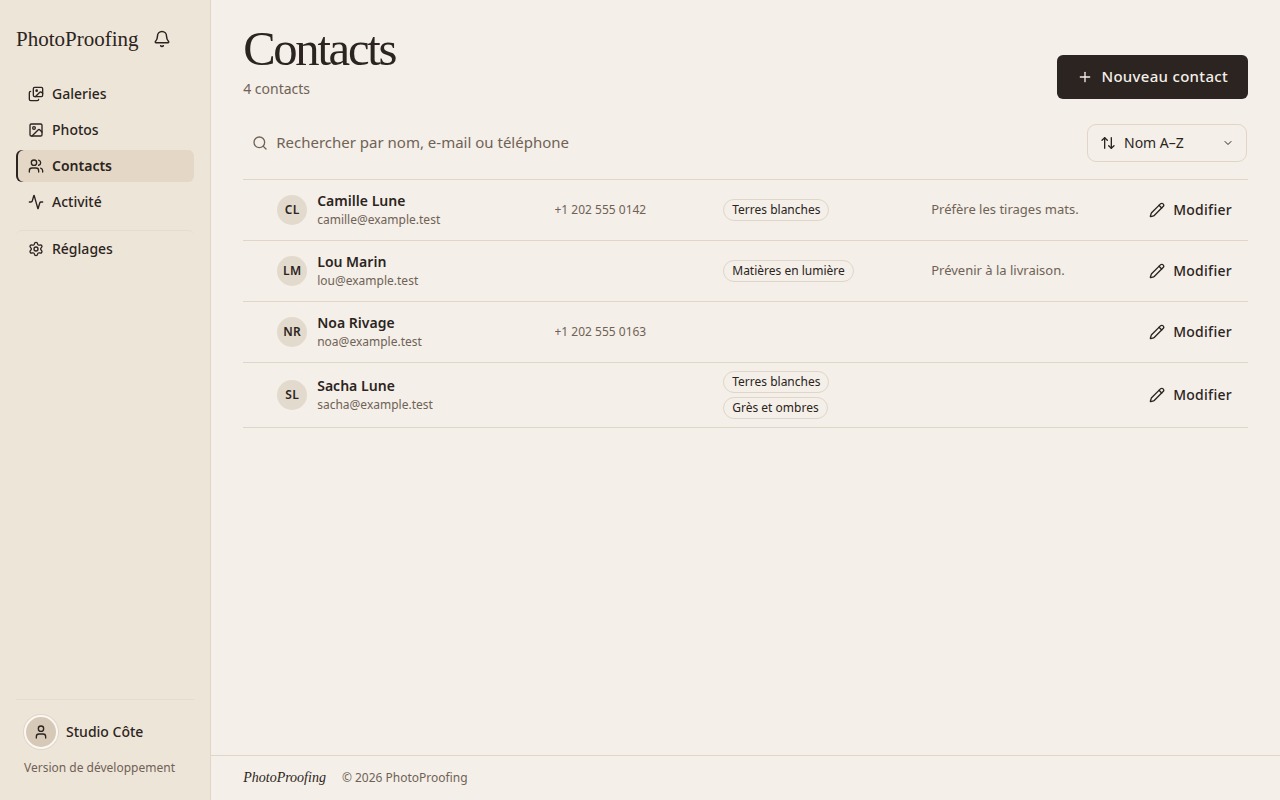 PhotoProofing
Galeries
Photos
Contacts
Activité
Réglages
Studio Côte
Version de développement
Contacts
4 contacts
Nouveau contact
Rechercher par nom, e-mail ou téléphone
Nom A–Z
CL
Camille Lune
camille@example.test
+1 202 555 0142
Terres blanches
Préfère les tirages mats.
Modifier
LM
Lou Marin
lou@example.test
Matières en lumière
Prévenir à la livraison.
Modifier
NR
Noa Rivage
noa@example.test
+1 202 555 0163
Modifier
SL
Sacha Lune
sacha@example.test
Terres blanches
Grès et ombres
Modifier
PhotoProofing © 2026 PhotoProofing